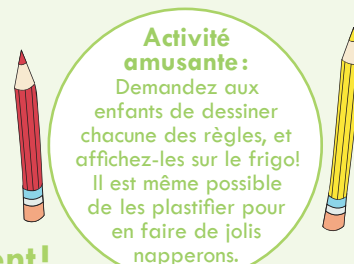 Activité
amusante :
Demandez aux
enfants de dessiner
chacune des règles, et
affichez-les sur le frigo!
Il est même possible
de les plastifier pour
en faire de jolis
napperons.